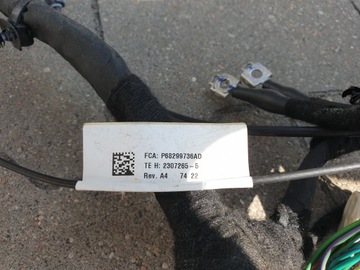 FCA: P68299736AD
TE H: 2307265-5
Rev. A4 74 22